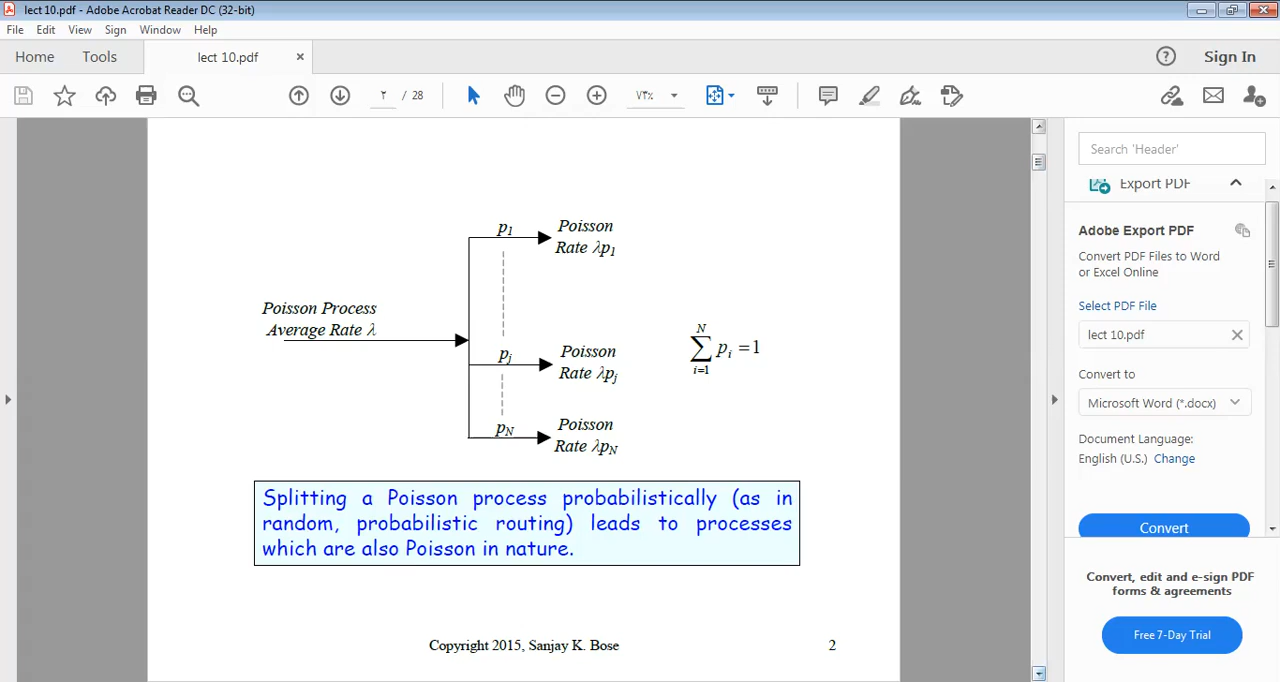 lect 10.pdf - Adobe Acrobat Reader DC (32-bit)
File Edit View Sign Window Help
Home Tools lect 10.pdf × Sign In
٢ / 28 ٧٣%
Search 'Header'
Export PDF
Adobe Export PDF
Convert PDF Files to Word
or Excel Online
Select PDF File
lect 10.pdf
Convert to
Microsoft Word (*.docx)
Document Language:
English (U.S.) Change
Convert
Convert, edit and e-sign PDF
forms & agreements
Free 7-Day Trial
p₁ Poisson
Rate λp₁
Poisson Process
Average Rate λ
pⱼ Poisson
Rate λpⱼ
p_N Poisson
Rate λp_N
N
∑ pᵢ = 1
i=1
Splitting a Poisson process probabilistically (as in
random, probabilistic routing) leads to processes
which are also Poisson in nature.
Copyright 2015, Sanjay K. Bose 2